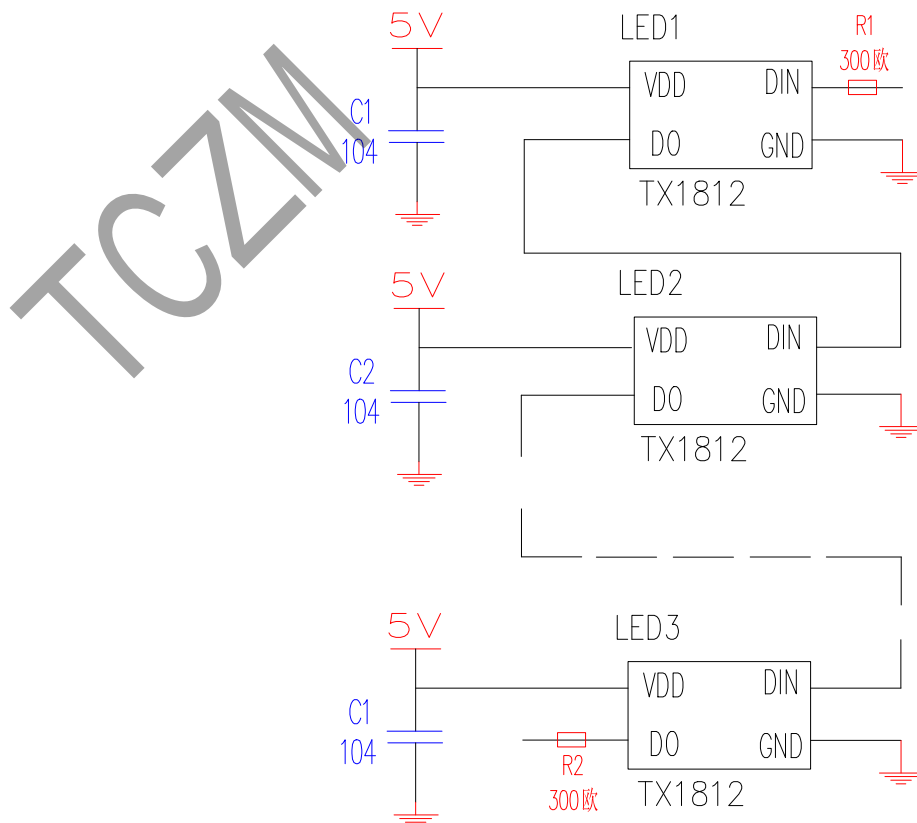 5V
LED1
R1
300欧
VDD
DIN
C1
104
DO
GND
TX1812
TCZM
5V
LED2
VDD
DIN
C2
104
DO
GND
TX1812
5V
LED3
VDD
DIN
C1
104
DO
GND
R2
300欧
TX1812